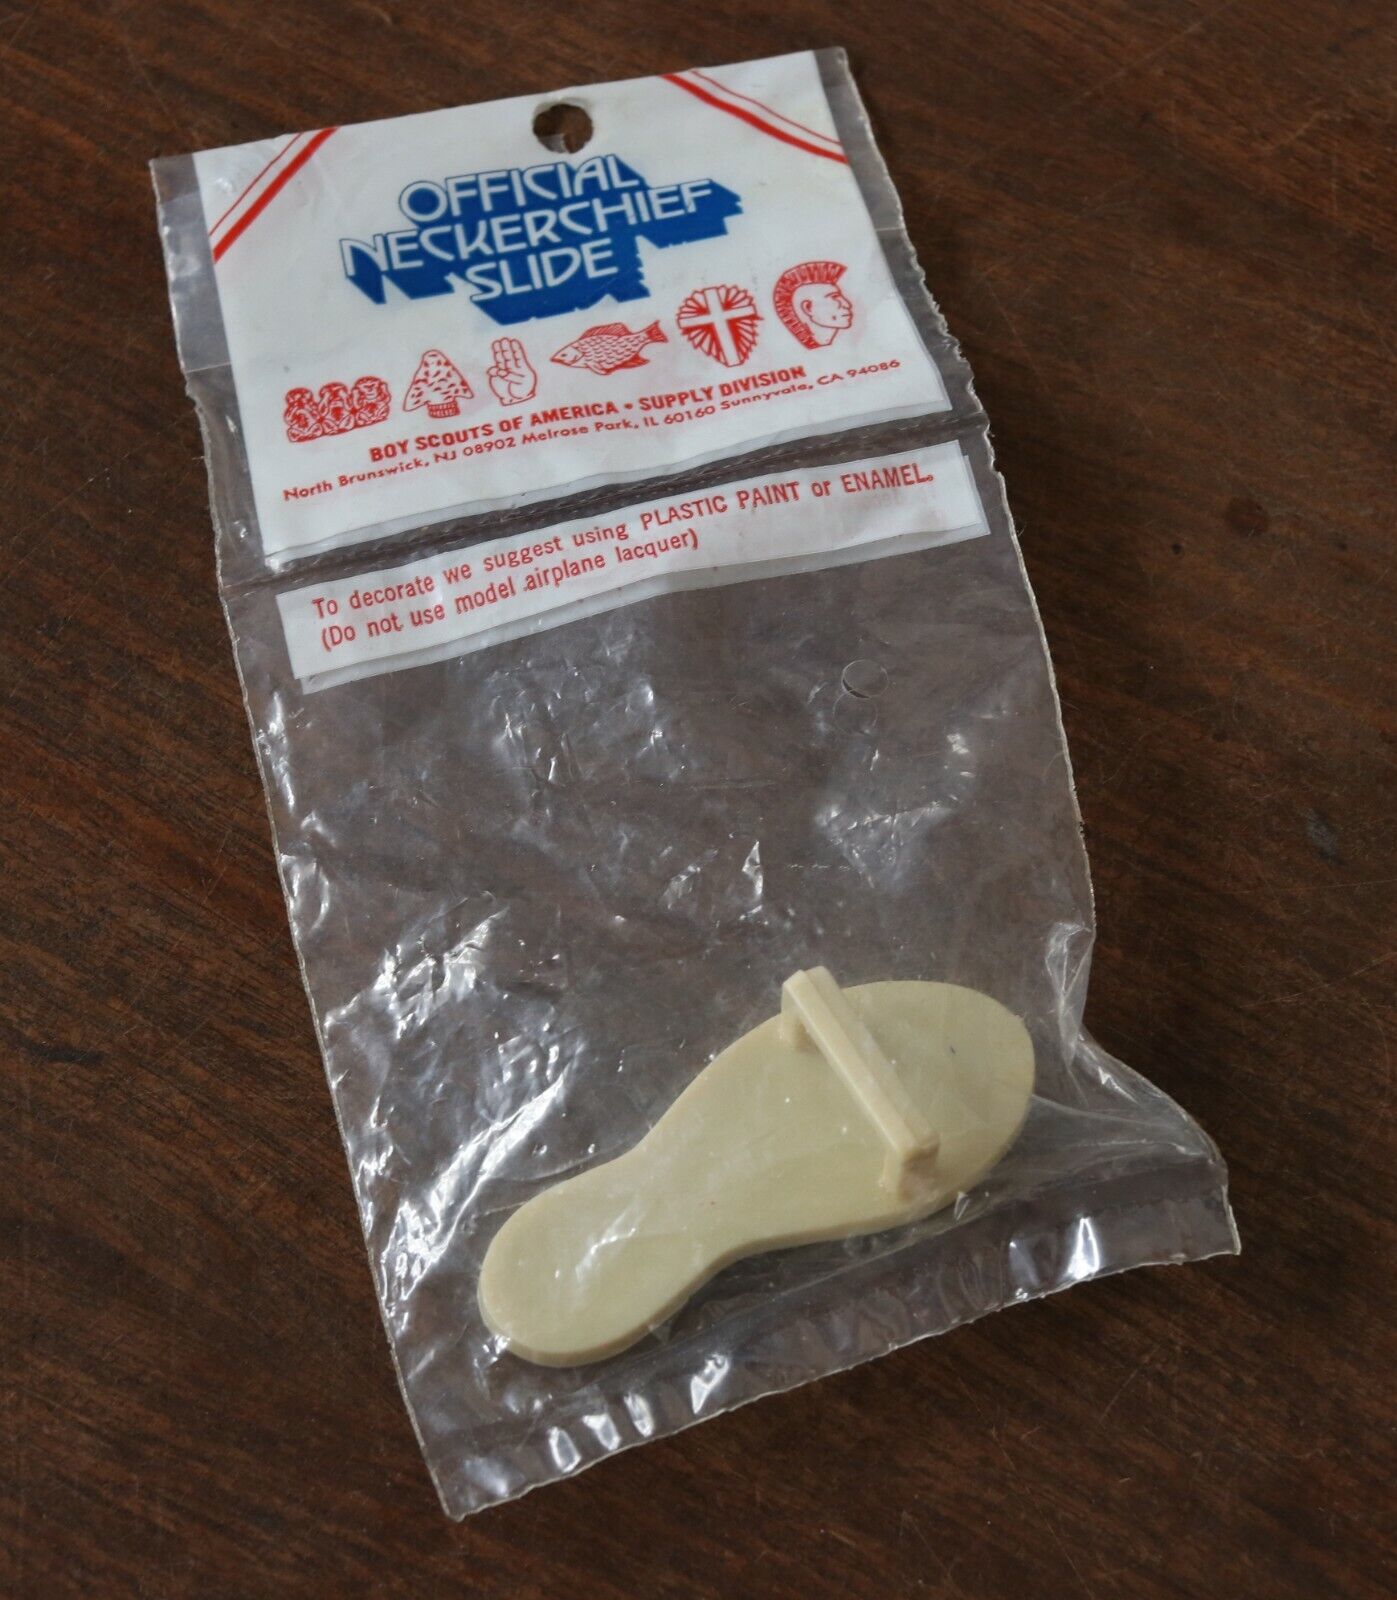 OFFICIAL
NECKERCHIEF
SLIDE
BOY SCOUTS OF AMERICA • SUPPLY DIVISION
North Brunswick, NJ 08902 Melrose Park, IL 60160 Sunnyvale, CA 94086
To decorate we suggest using PLASTIC PAINT or ENAMEL.
(Do not use model airplane lacquer)